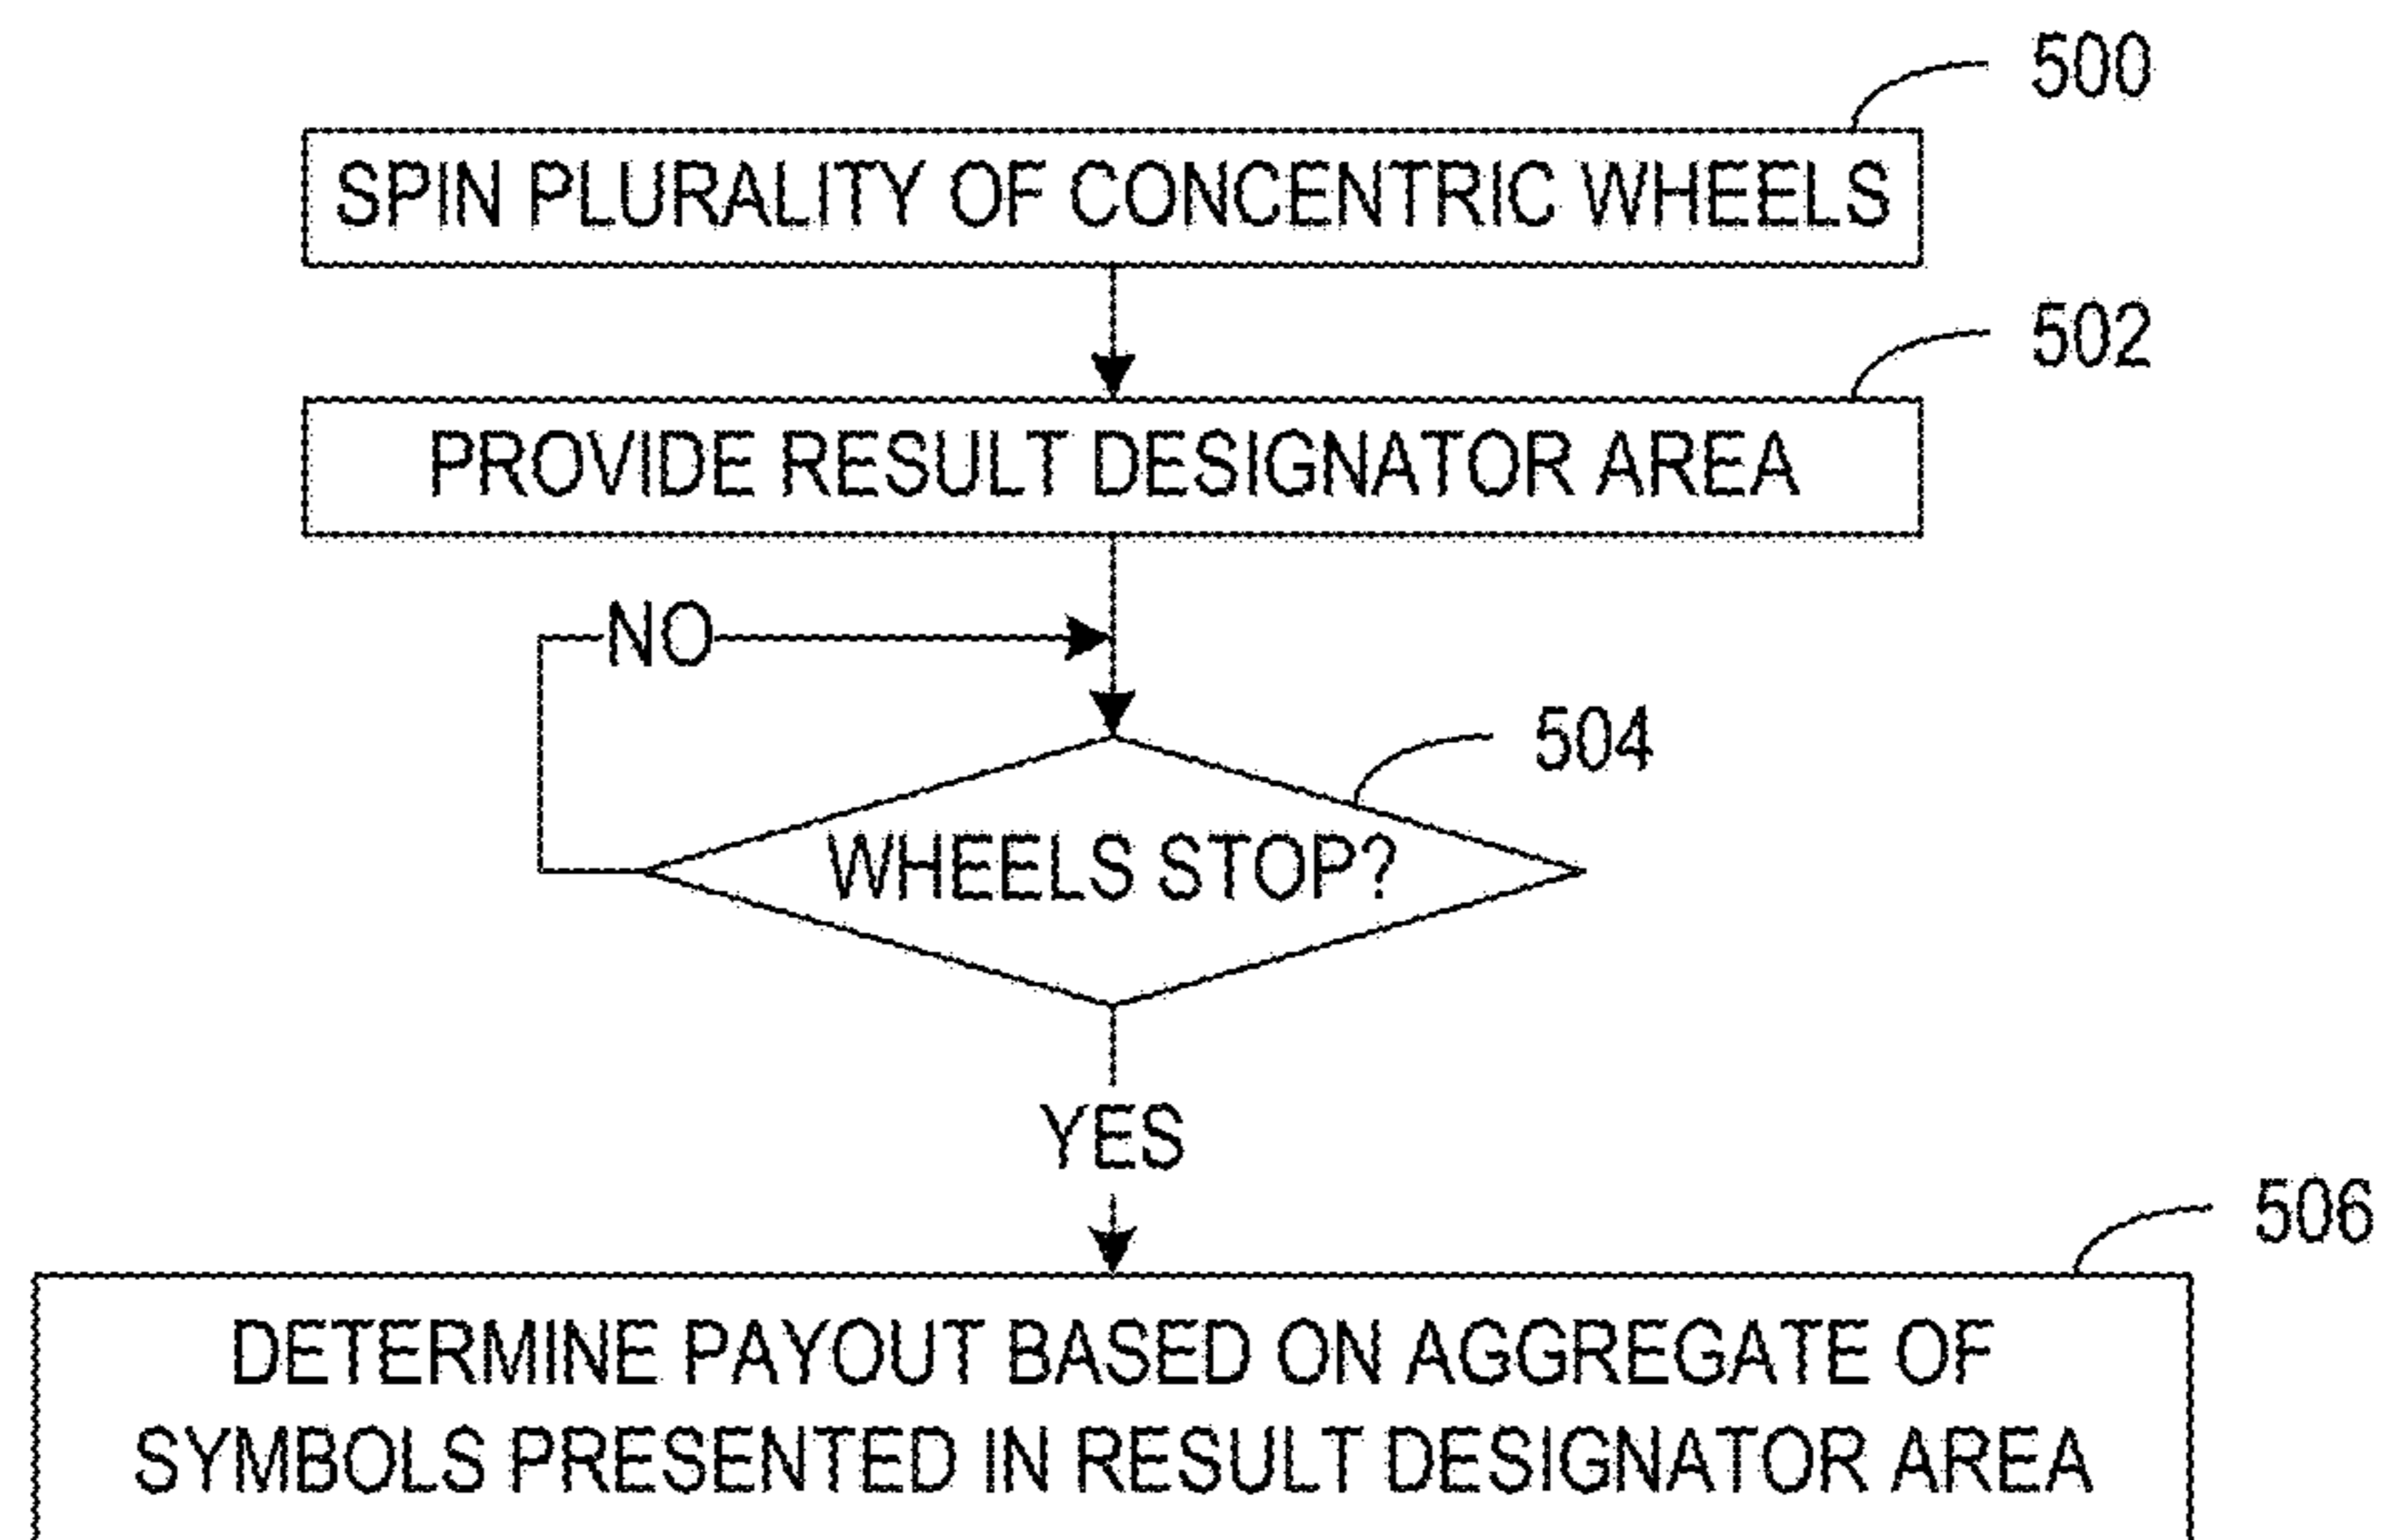 500
SPIN PLURALITY OF CONCENTRIC WHEELS
502
PROVIDE RESULT DESIGNATOR AREA
NO
504
WHEELS STOP?
YES
506
DETERMINE PAYOUT BASED ON AGGREGATE OF
SYMBOLS PRESENTED IN RESULT DESIGNATOR AREA